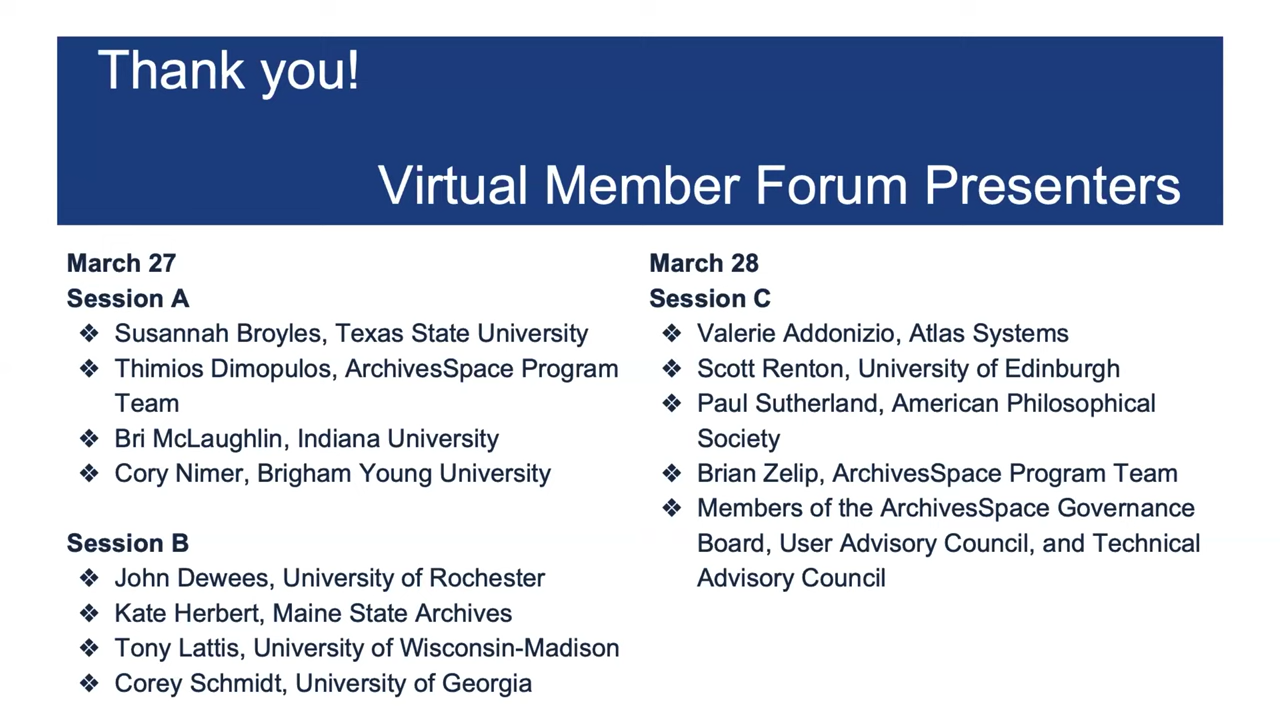 Thank you!
Virtual Member Forum Presenters
March 27
Session A
❖ Susannah Broyles, Texas State University
❖ Thimios Dimopulos, ArchivesSpace Program
Team
❖ Bri McLaughlin, Indiana University
❖ Cory Nimer, Brigham Young University
Session B
❖ John Dewees, University of Rochester
❖ Kate Herbert, Maine State Archives
❖ Tony Lattis, University of Wisconsin-Madison
❖ Corey Schmidt, University of Georgia
March 28
Session C
❖ Valerie Addonizio, Atlas Systems
❖ Scott Renton, University of Edinburgh
❖ Paul Sutherland, American Philosophical
Society
❖ Brian Zelip, ArchivesSpace Program Team
❖ Members of the ArchivesSpace Governance
Board, User Advisory Council, and Technical
Advisory Council